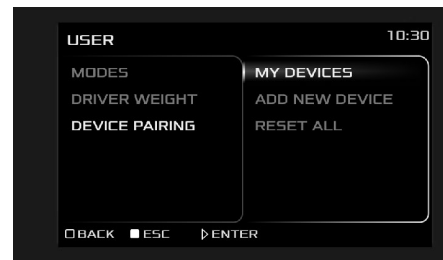 USER 10:30
MODES
DRIVER WEIGHT
DEVICE PAIRING
MY DEVICES
ADD NEW DEVICE
RESET ALL
BACK ESC ENTER